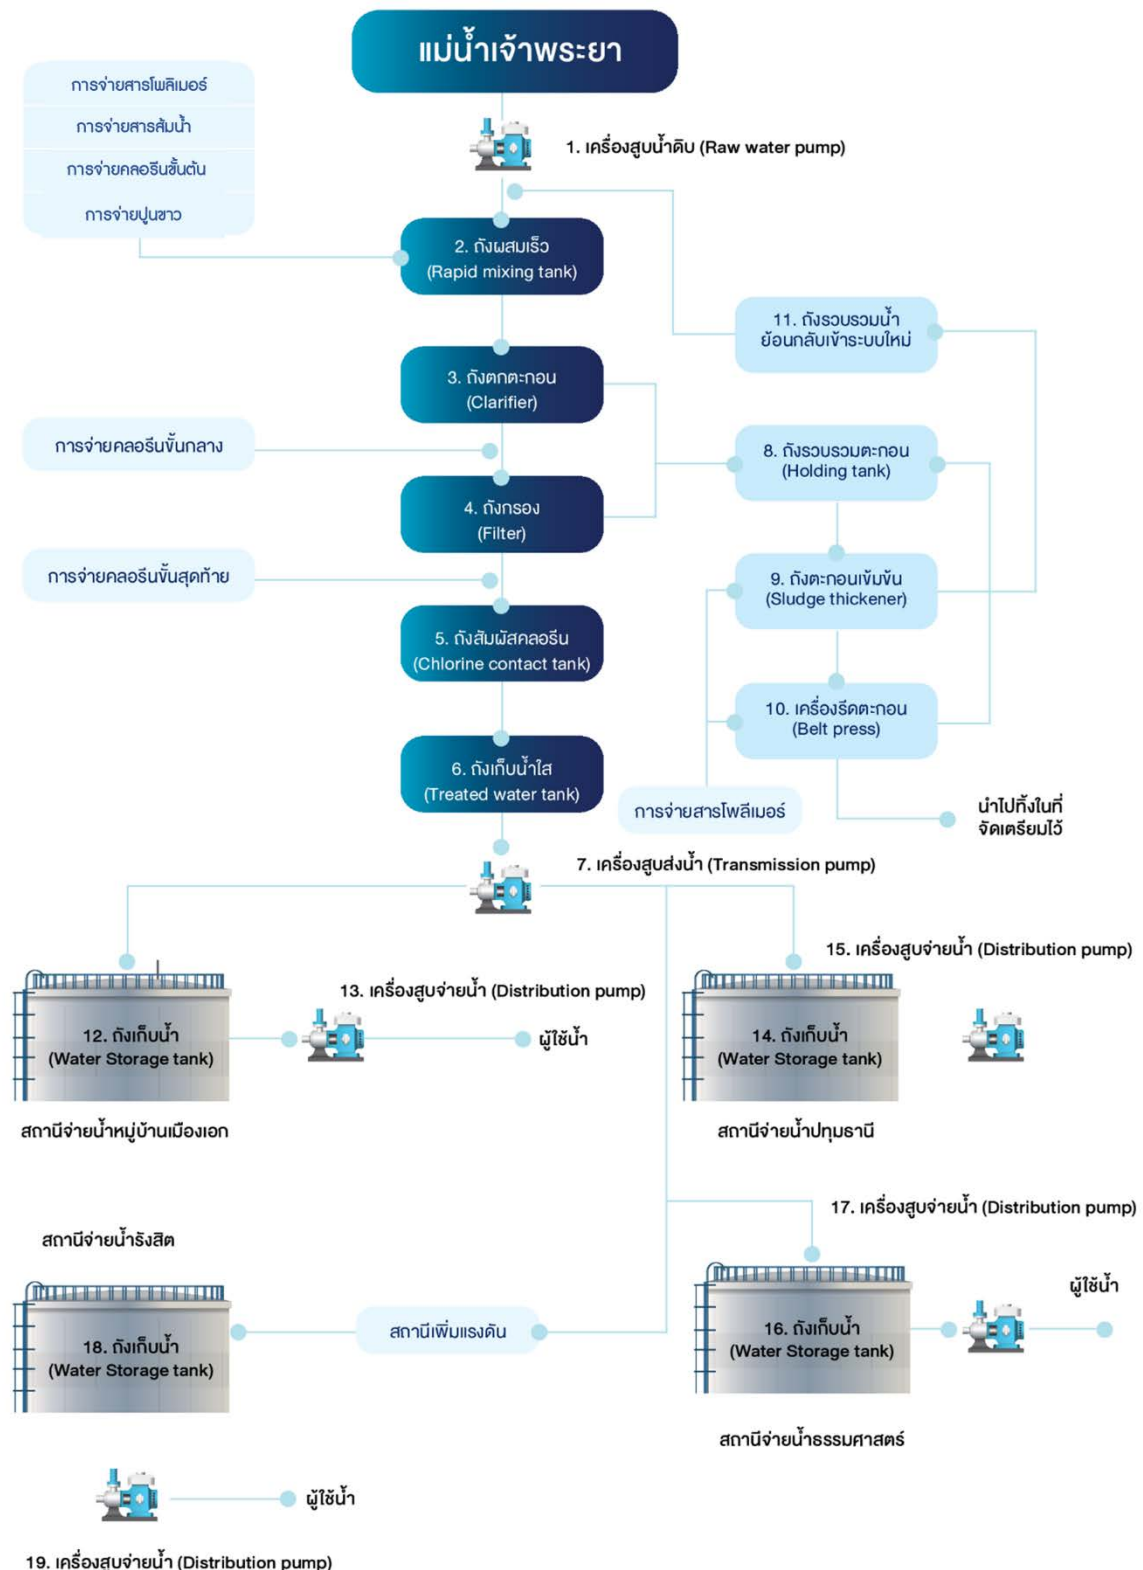 แม่น้ำเจ้าพระยา
การจ่ายสารโพลิเมอร์
การจ่ายสารส้มน้ำ
การจ่ายคลอรีนขั้นต้น
การจ่ายปูนขาว
1. เครื่องสูบน้ำดิบ (Raw water pump)
2. ถังผสมเร็ว
(Rapid mixing tank)
11. ถังรวบรวมน้ำ
ย้อนกลับเข้าระบบใหม่
3. ถังตกตะกอน
(Clarifier)
การจ่ายคลอรีนขั้นกลาง
8. ถังรวบรวมตะกอน
(Holding tank)
4. ถังกรอง
(Filter)
การจ่ายคลอรีนขั้นสุดท้าย
9. ถังตะกอนเข้มข้น
(Sludge thickener)
5. ถังสัมผัสคลอรีน
(Chlorine contact tank)
10. เครื่องรีดตะกอน
(Belt press)
6. ถังเก็บน้ำใส
(Treated water tank)
การจ่ายสารโพลีเมอร์
นำไปทิ้งในที่
จัดเตรียมไว้
7. เครื่องสูบส่งน้ำ (Transmission pump)
15. เครื่องสูบจ่ายน้ำ (Distribution pump)
13. เครื่องสูบจ่ายน้ำ (Distribution pump)
12. ถังเก็บน้ำ
(Water Storage tank)
ผู้ใช้น้ำ
14. ถังเก็บน้ำ
(Water Storage tank)
สถานีจ่ายน้ำหมู่บ้านเมืองเอก
สถานีจ่ายน้ำปทุมธานี
17. เครื่องสูบจ่ายน้ำ (Distribution pump)
สถานีจ่ายน้ำรังสิต
ผู้ใช้น้ำ
18. ถังเก็บน้ำ
(Water Storage tank)
สถานีเพิ่มแรงดัน
16. ถังเก็บน้ำ
(Water Storage tank)
สถานีจ่ายน้ำธรรมศาสตร์
ผู้ใช้น้ำ
19. เครื่องสูบจ่ายน้ำ (Distribution pump)